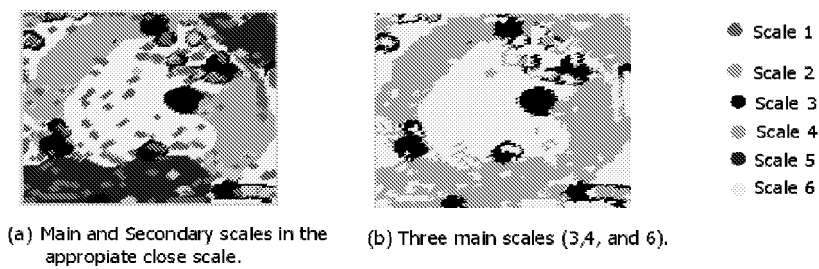 Scale 1
Scale 2
Scale 3
Scale 4
Scale 5
Scale 6
(a) Main and Secondary scales in the
appropiate close scale.
(b) Three main scales (3,4, and 6).